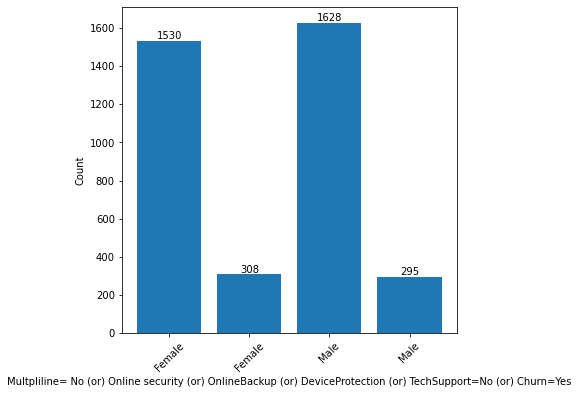 1600
1400
1200
1000
800
600
400
200
0
Count
1530
308
1628
295
Female
Female
Male
Male
Multpliline= No (or) Online security (or) OnlineBackup (or) DeviceProtection (or) TechSupport=No (or) Churn=Yes